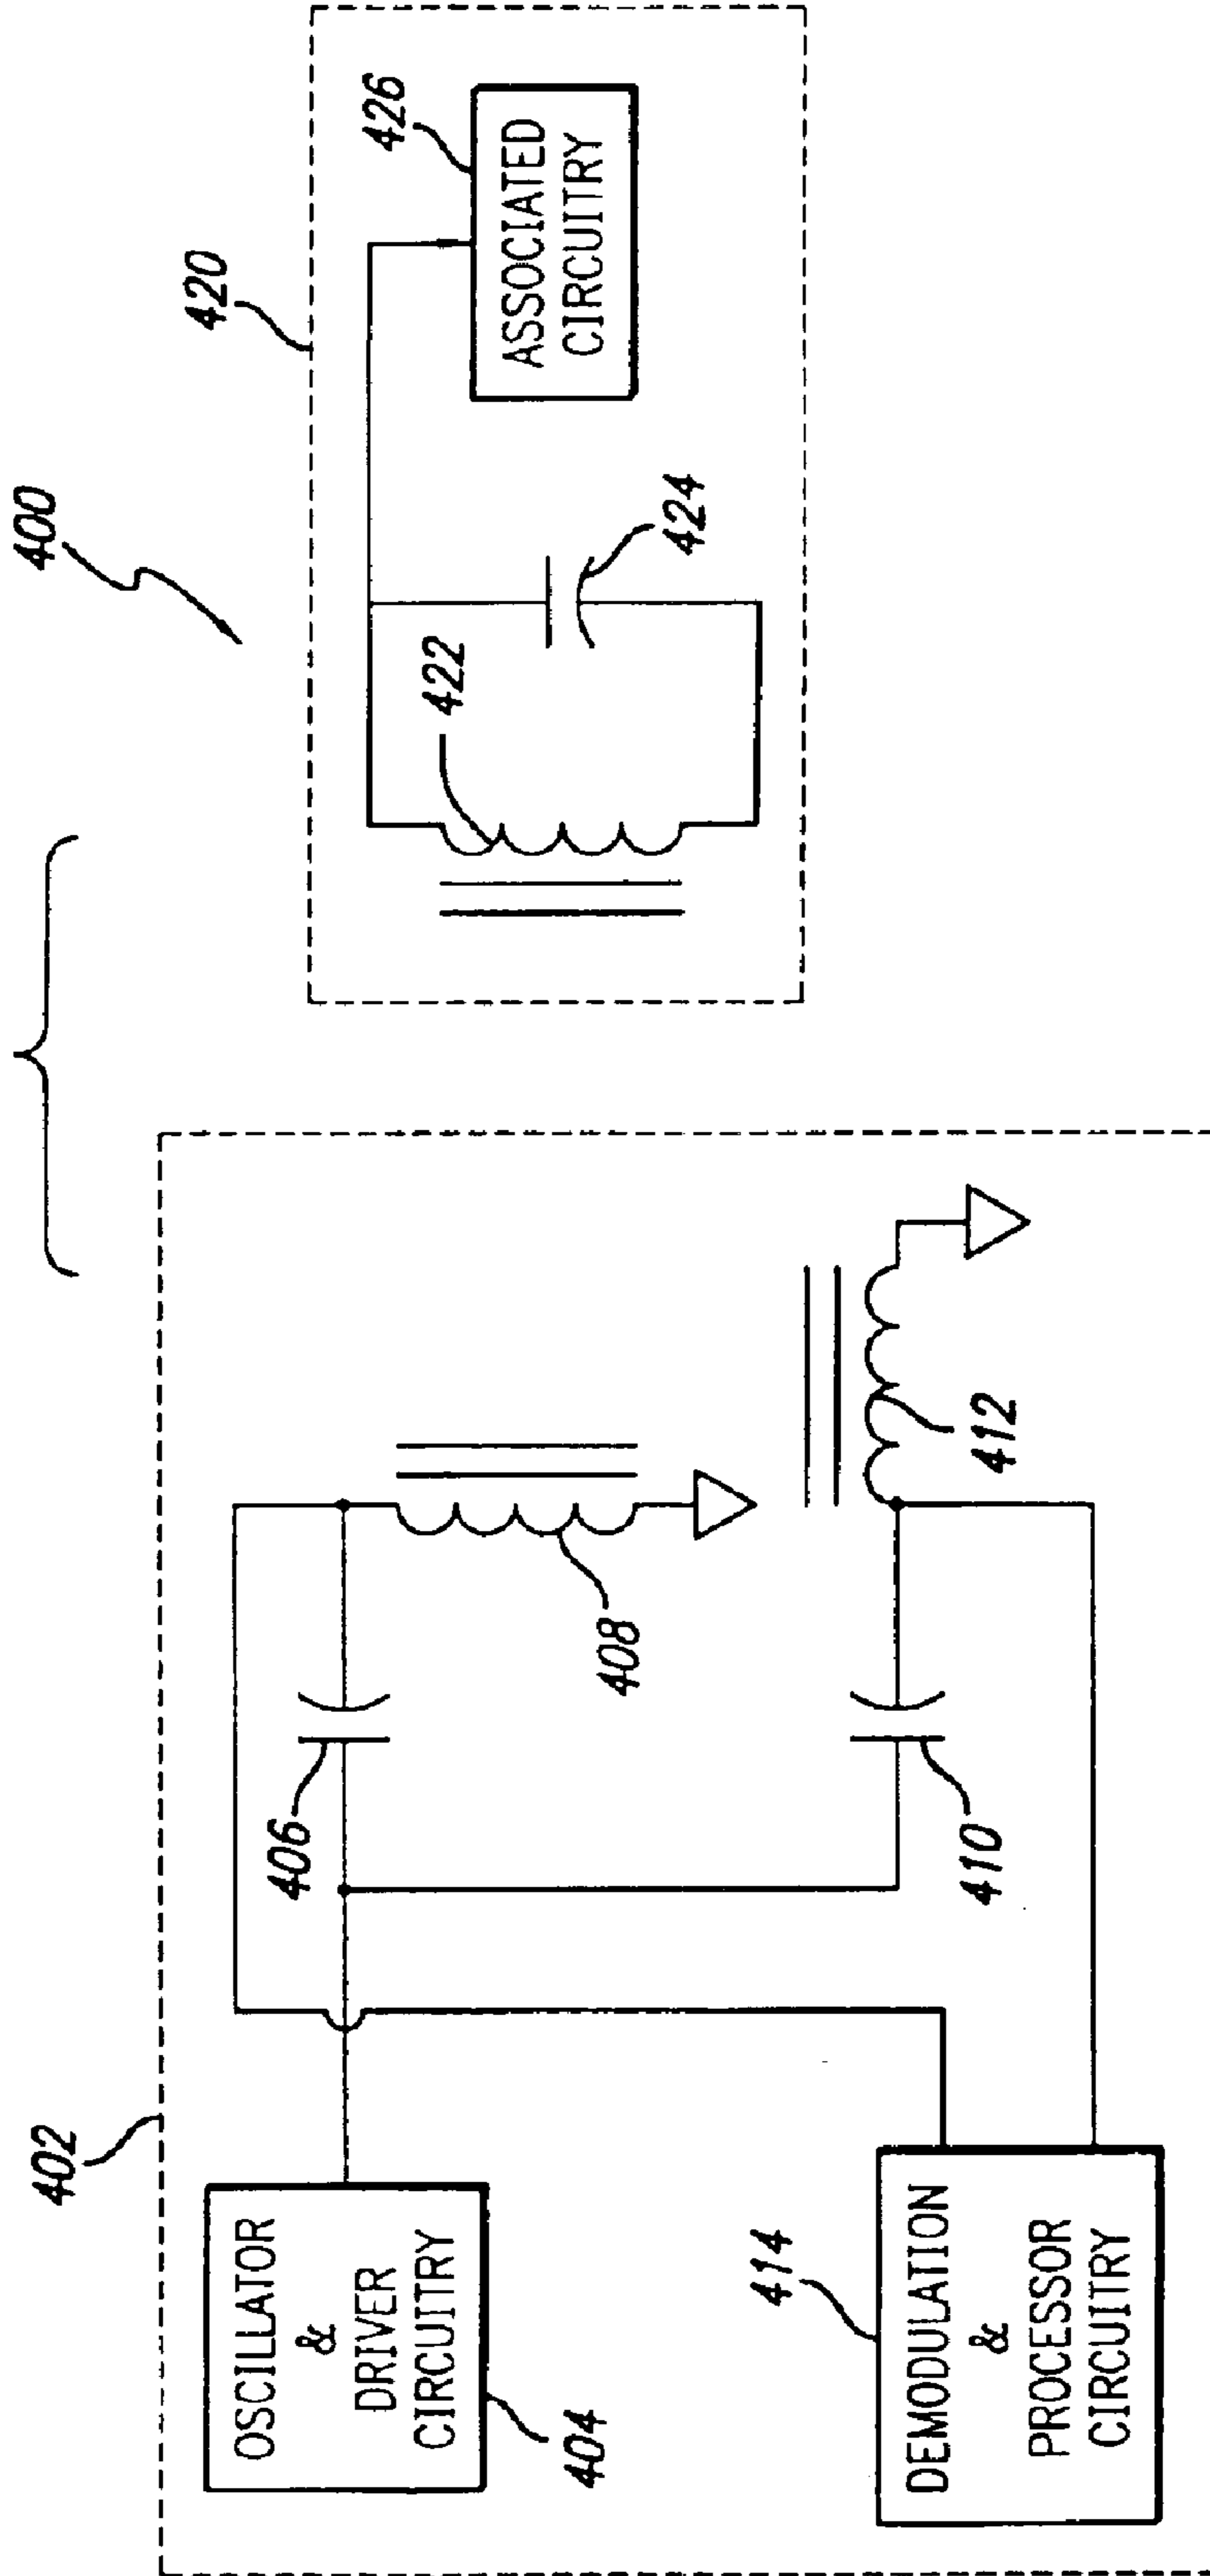 400
402
OSCILLATOR
&
DRIVER
CIRCUITRY
404
406
408
410
412
414
DEMODULATION
&
PROCESSOR
CIRCUITRY
420
422
424
426
ASSOCIATED
CIRCUITRY